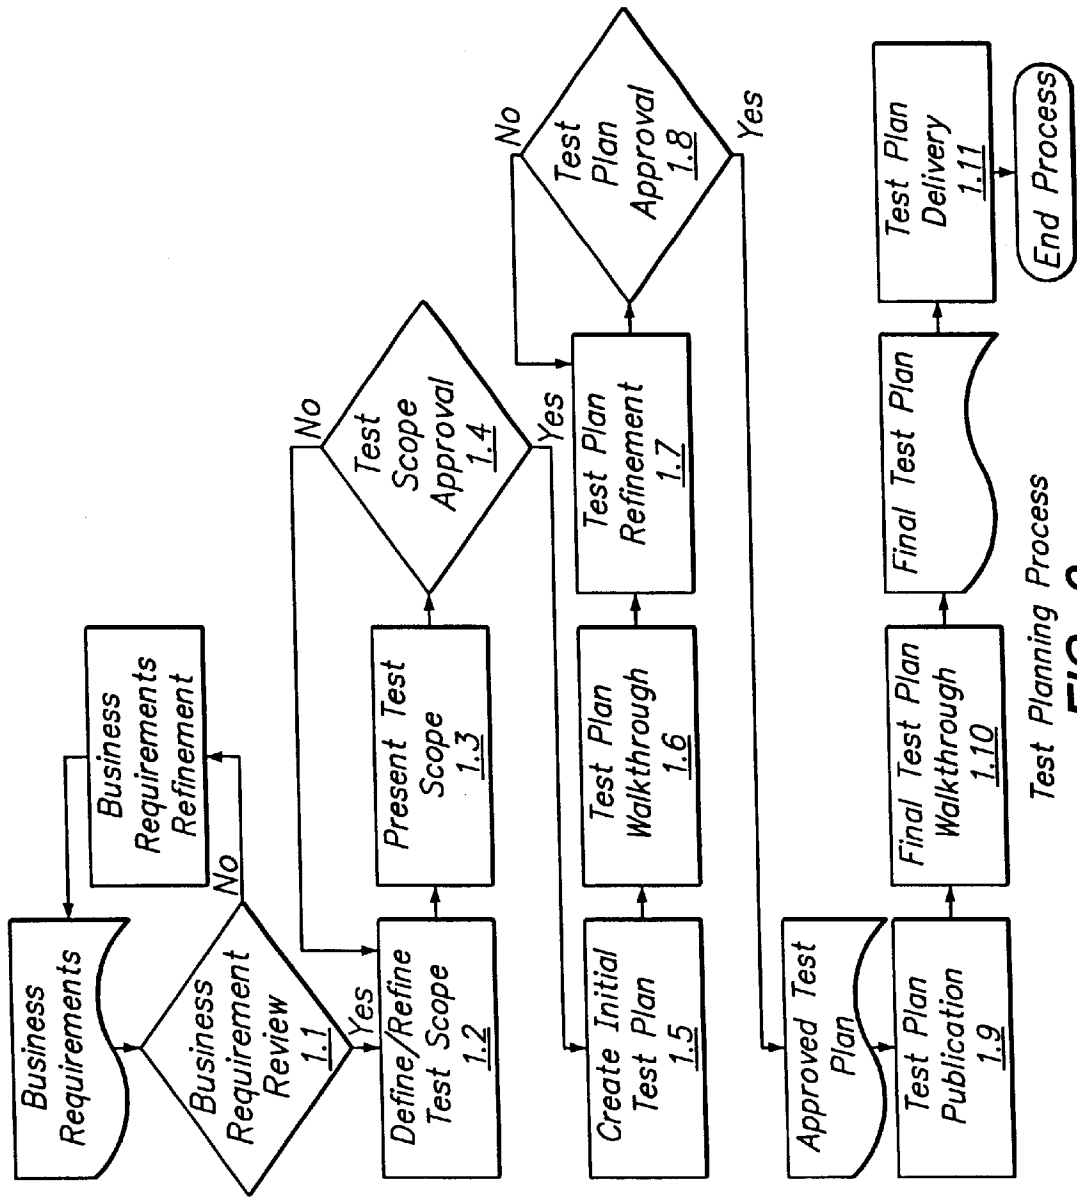 Business
Requirements
Business
Requirements
Refinement
Business
Requirement
Review
1.1
No
Yes
Define/Refine
Test Scope
1.2
Present Test
Scope
1.3
Test
Scope
Approval
1.4
No
Yes
Create Initial
Test Plan
1.5
Test Plan
Walkthrough
1.6
Test Plan
Refinement
1.7
Test
Plan
Approval
1.8
No
Yes
Approved Test
Plan
Test Plan
Publication
1.9
Final Test Plan
Walkthrough
1.10
Final Test Plan
Test Plan
Delivery
1.11
End Process
Test Planning Process
FIG.